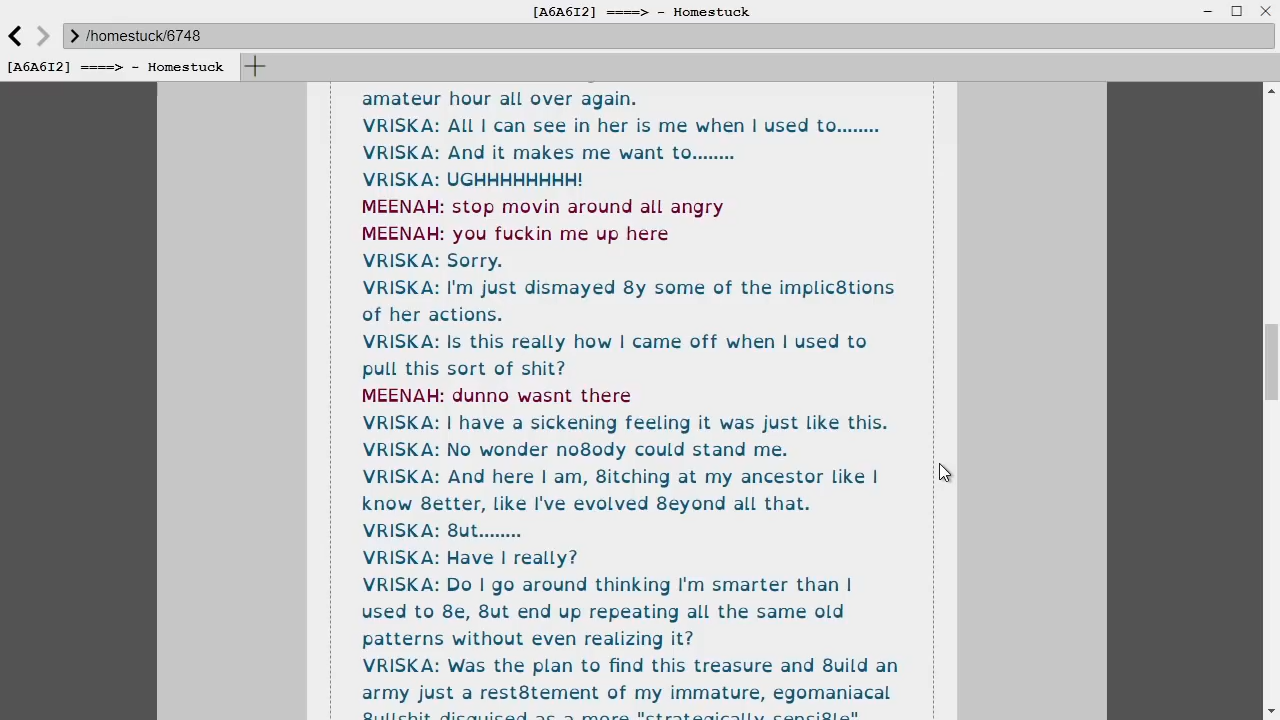 [A6A6I2] ====> - Homestuck
/homestuck/6748
[A6A6I2] ====> - Homestuck
amateur hour all over again.
VRISKA: All I can see in her is me when I used to........
VRISKA: And it makes me want to........
VRISKA: UGHHHHHHHH!
MEENAH: stop movin around all angry
MEENAH: you fuckin me up here
VRISKA: Sorry.
VRISKA: I'm just dismayed 8y some of the implic8tions
of her actions.
VRISKA: Is this really how I came off when I used to
pull this sort of shit?
MEENAH: dunno wasnt there
VRISKA: I have a sickening feeling it was just like this.
VRISKA: No wonder no8ody could stand me.
VRISKA: And here I am, 8itching at my ancestor like I
know 8etter, like I've evolved 8eyond all that.
VRISKA: 8ut........
VRISKA: Have I really?
VRISKA: Do I go around thinking I'm smarter than I
used to 8e, 8ut end up repeating all the same old
patterns without even realizing it?
VRISKA: Was the plan to find this treasure and 8uild an
army just a rest8tement of my immature, egomaniacal
8ullshit disguised as a more "strategically sensi8le"